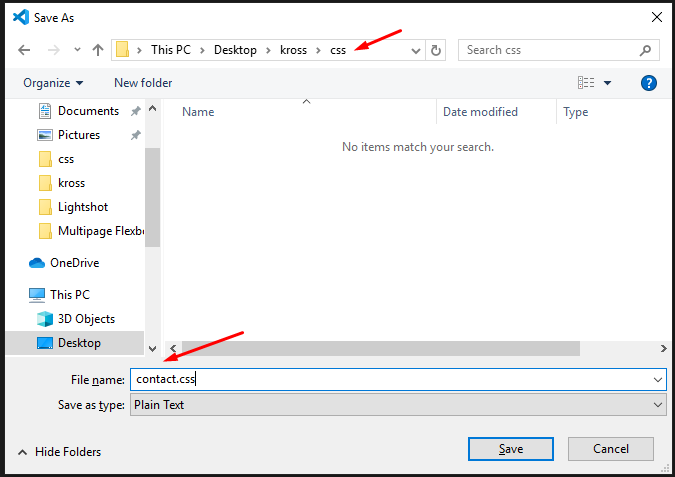 Save As
This PC > Desktop > kross > css
Search css
Organize
New folder
Documents
Pictures
css
kross
Lightshot
Multipage Flexb
OneDrive
This PC
3D Objects
Desktop
Name
Date modified
Type
No items match your search.
File name: contact.css
Save as type: Plain Text
Hide Folders
Save
Cancel